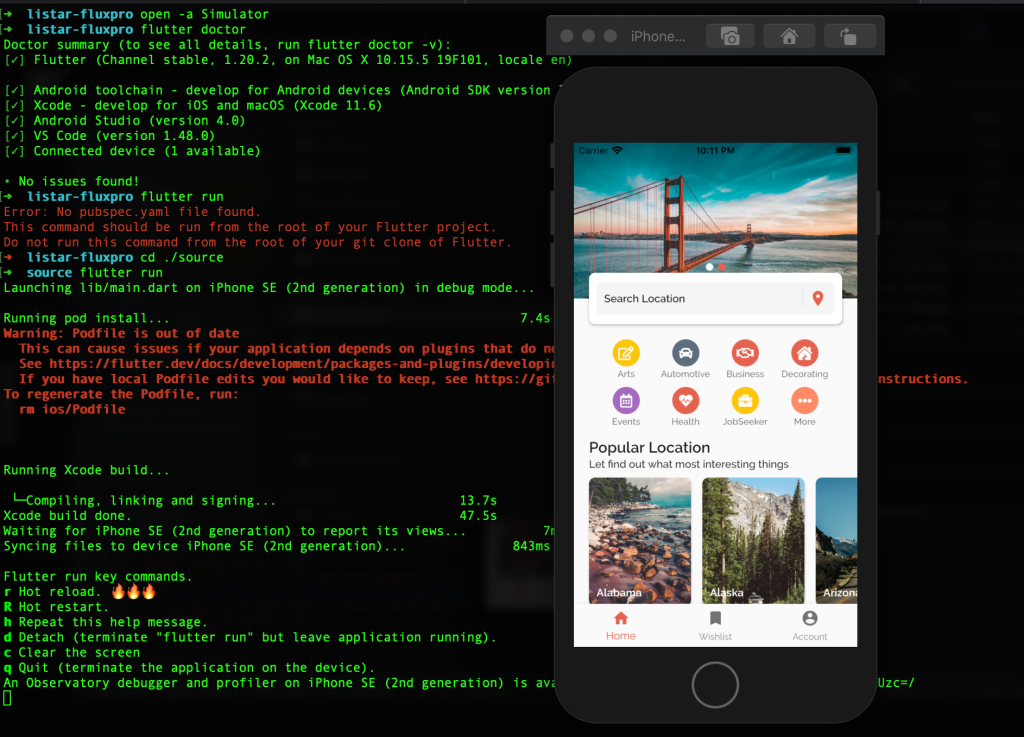 [➜  listar-fluxpro open -a Simulator
[➜  listar-fluxpro flutter doctor
Doctor summary (to see all details, run flutter doctor -v):
[✓] Flutter (Channel stable, 1.20.2, on Mac OS X 10.15.5 19F101, locale en)
[✓] Android toolchain - develop for Android devices (Android SDK version
[✓] Xcode - develop for iOS and macOS (Xcode 11.6)
[✓] Android Studio (version 4.0)
[✓] VS Code (version 1.48.0)
[✓] Connected device (1 available)
• No issues found!
[➜  listar-fluxpro flutter run
Error: No pubspec.yaml file found.
This command should be run from the root of your Flutter project.
Do not run this command from the root of your git clone of Flutter.
[➜  listar-fluxpro cd ./source
[➜  source flutter run
Launching lib/main.dart on iPhone SE (2nd generation) in debug mode...
Running pod install... 7.4s
Warning: Podfile is out of date
This can cause issues if your application depends on plugins that do no
See https://flutter.dev/docs/development/packages-and-plugins/developin
If you have local Podfile edits you would like to keep, see https://git nstructions.
To regenerate the Podfile, run:
rm ios/Podfile
Running Xcode build...
└─Compiling, linking and signing... 13.7s
Xcode build done. 47.5s
Waiting for iPhone SE (2nd generation) to report its views... 7m
Syncing files to device iPhone SE (2nd generation)... 843ms
Flutter run key commands.
r Hot reload. 🔥🔥🔥
R Hot restart.
h Repeat this help message.
d Detach (terminate "flutter run" but leave application running).
c Clear the screen
q Quit (terminate the application on the device).
An Observatory debugger and profiler on iPhone SE (2nd generation) is ava Uzc=/
iPhone...
Carrier 10:11 PM
Search Location
Arts Automotive Business Decorating
Events Health JobSeeker More
Popular Location
Let find out what most interesting things
Alabama Alaska Arizon
Home Wishlist Account